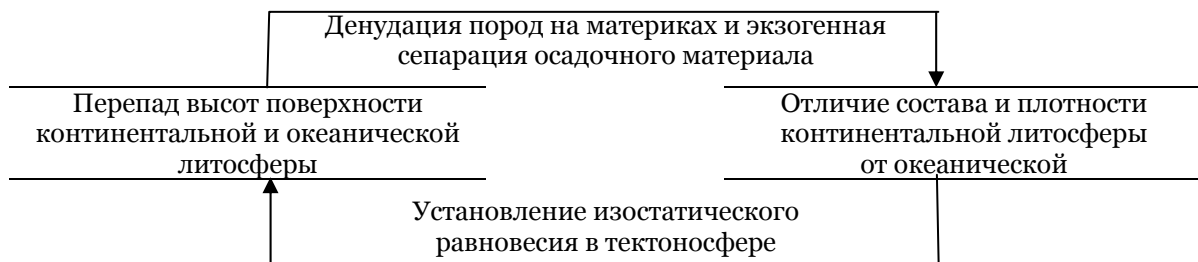 Денудация пород на материках и экзогенная
сепарация осадочного материала
Перепад высот поверхности
континентальной и океанической
литосферы
Отличие состава и плотности
континентальной литосферы
от океанической
Установление изостатического
равновесия в тектоносфере